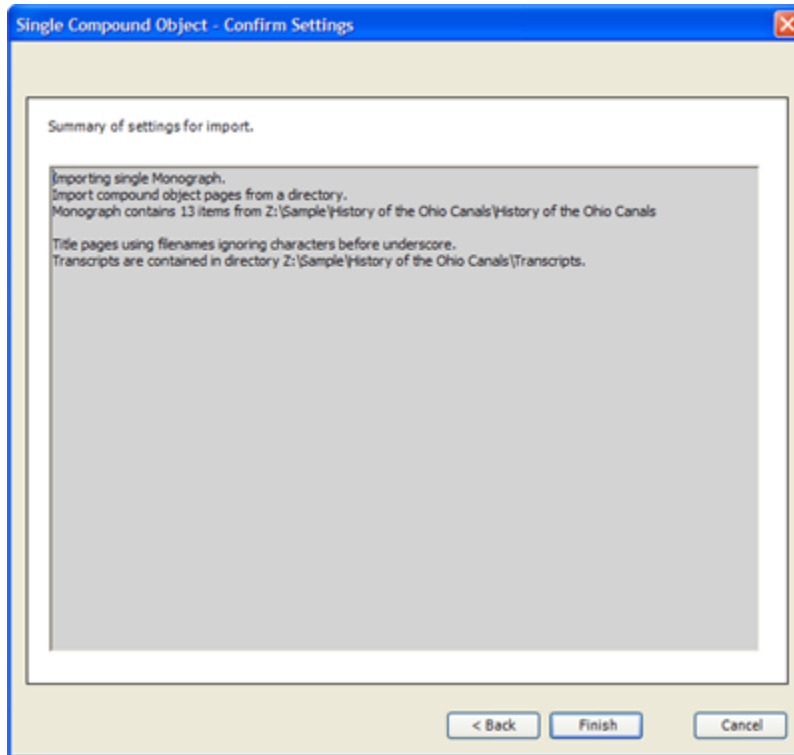 Single Compound Object - Confirm Settings
Summary of settings for import.
Importing single Monograph.
Import compound object pages from a directory.
Monograph contains 13 items from Z:\Sample\History of the Ohio Canals\History of the Ohio Canals
Title pages using filenames ignoring characters before underscore.
Transcripts are contained in directory Z:\Sample\History of the Ohio Canals\Transcripts.
< Back Finish Cancel